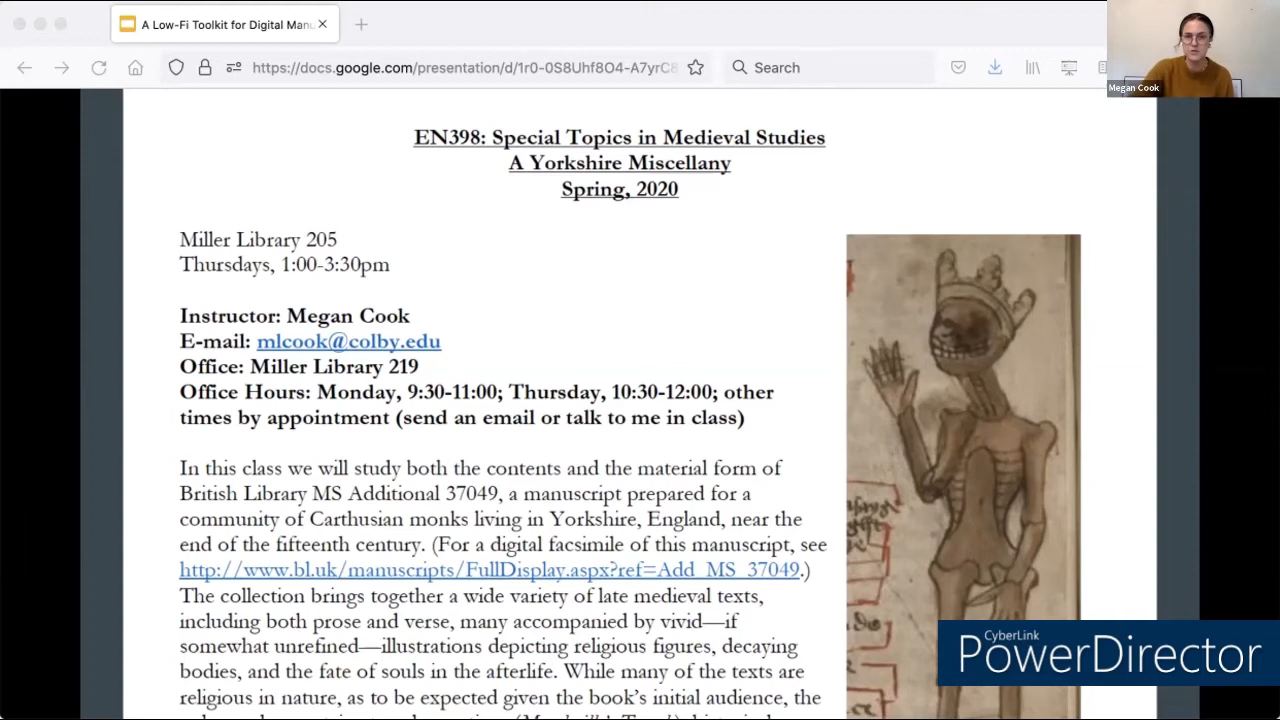 A Low-Fi Toolkit for Digital Manu
https://docs.google.com/presentation/d/1r0-0S8Uhf8O4-A7yrC8
Search
Megan Cook
EN398: Special Topics in Medieval Studies
A Yorkshire Miscellany
Spring, 2020
Miller Library 205
Thursdays, 1:00-3:30pm
Instructor: Megan Cook
E-mail: mlcook@colby.edu
Office: Miller Library 219
Office Hours: Monday, 9:30-11:00; Thursday, 10:30-12:00; other
times by appointment (send an email or talk to me in class)
In this class we will study both the contents and the material form of
British Library MS Additional 37049, a manuscript prepared for a
community of Carthusian monks living in Yorkshire, England, near the
end of the fifteenth century. (For a digital facsimile of this manuscript, see
http://www.bl.uk/manuscripts/FullDisplay.aspx?ref=Add_MS_37049.)
The collection brings together a wide variety of late medieval texts,
including both prose and verse, many accompanied by vivid—if
somewhat unrefined—illustrations depicting religious figures, decaying
bodies, and the fate of souls in the afterlife. While many of the texts are
religious in nature, as to be expected given the book's initial audience, the
CyberLink
PowerDirector